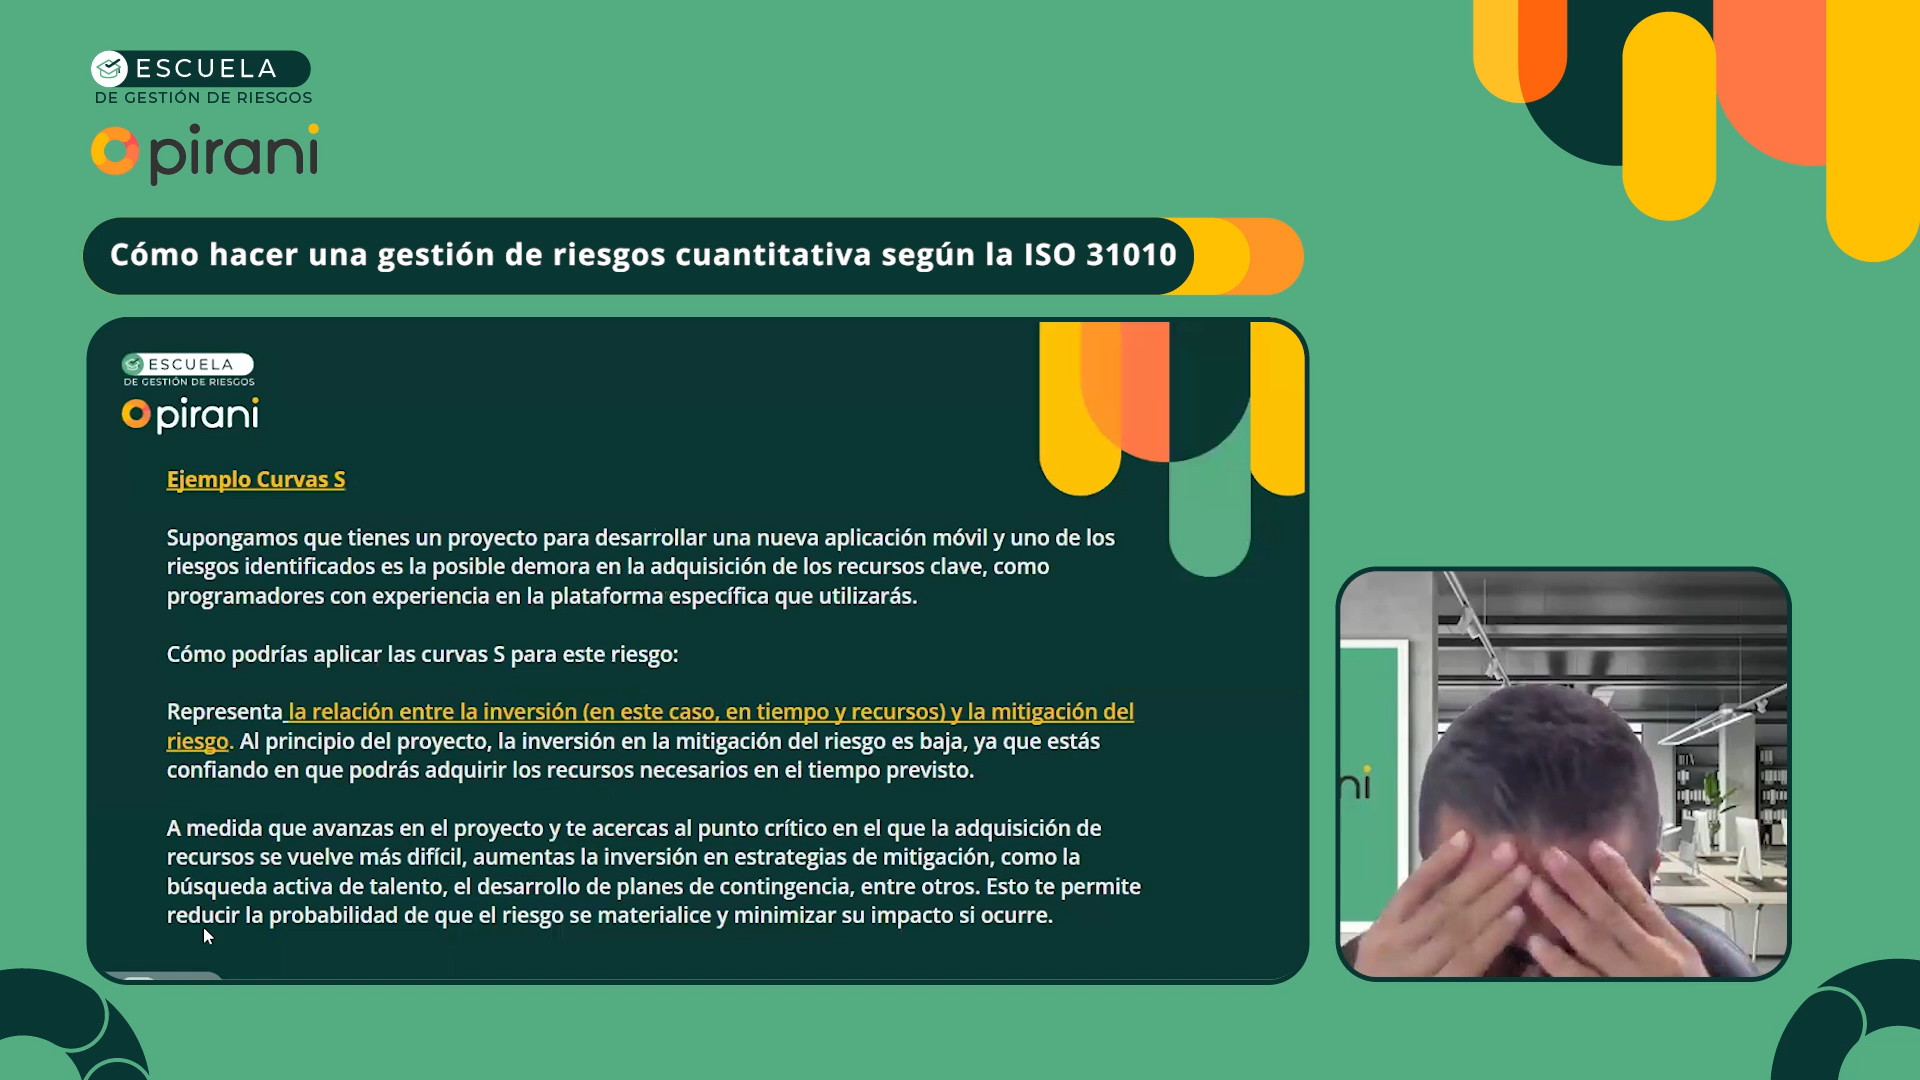 ESCUELA
DE GESTIÓN DE RIESGOS
pirani
Cómo hacer una gestión de riesgos cuantitativa según la ISO 31010
ESCUELA
DE GESTIÓN DE RIESGOS
pirani
Ejemplo Curvas S
Supongamos que tienes un proyecto para desarrollar una nueva aplicación móvil y uno de los
riesgos identificados es la posible demora en la adquisición de los recursos clave, como
programadores con experiencia en la plataforma específica que utilizarás.
Cómo podrías aplicar las curvas S para este riesgo:
Representa la relación entre la inversión (en este caso, en tiempo y recursos) y la mitigación del
riesgo. Al principio del proyecto, la inversión en la mitigación del riesgo es baja, ya que estás
confiando en que podrás adquirir los recursos necesarios en el tiempo previsto.
A medida que avanzas en el proyecto y te acercas al punto crítico en el que la adquisición de
recursos se vuelve más difícil, aumentas la inversión en estrategias de mitigación, como la
búsqueda activa de talento, el desarrollo de planes de contingencia, entre otros. Esto te permite
reducir la probabilidad de que el riesgo se materialice y minimizar su impacto si ocurre.
ni